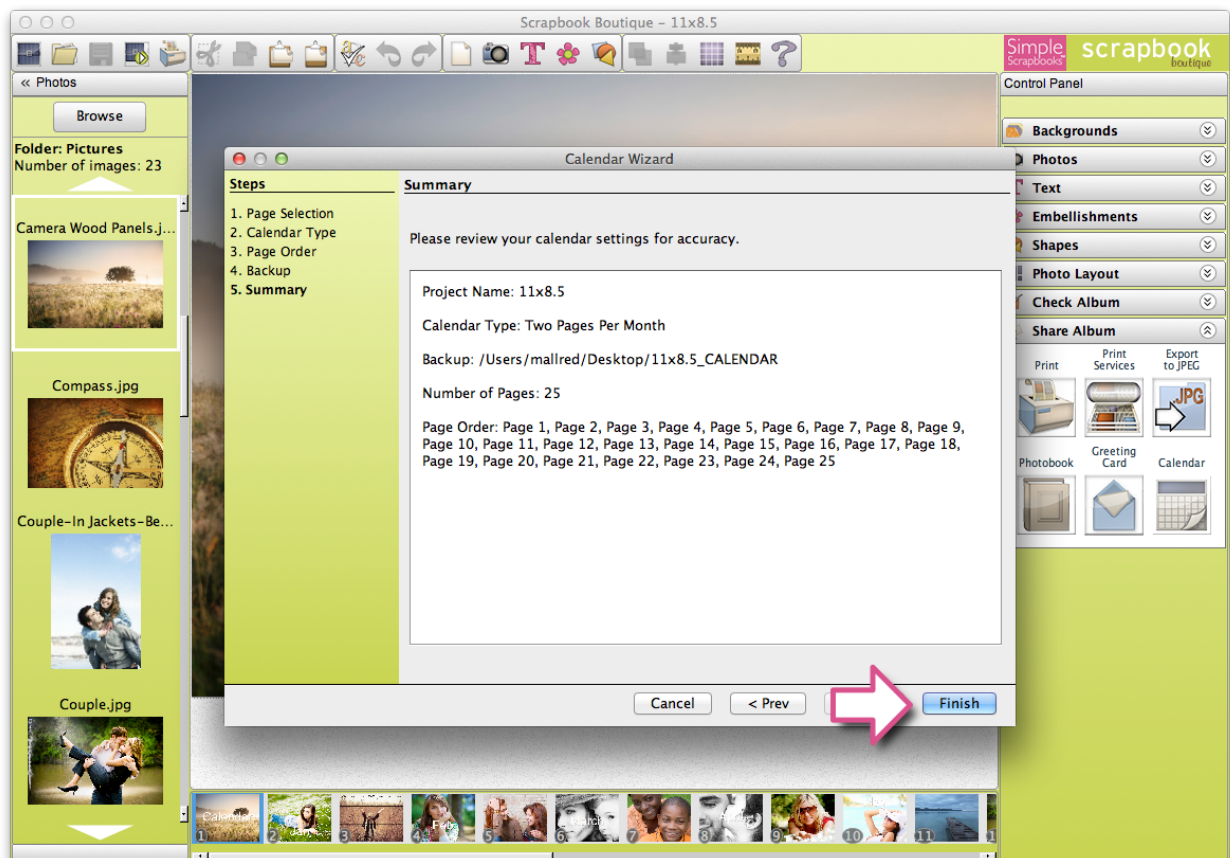 Scrapbook Boutique – 11x8.5
Simple
Scrapbooks
scrapbook
boutique
« Photos
Browse
Folder: Pictures
Number of images: 23
Camera Wood Panels.j...
Compass.jpg
Couple-In Jackets-Be...
Couple.jpg
Calendar Wizard
Steps
1. Page Selection
2. Calendar Type
3. Page Order
4. Backup
5. Summary
Summary
Please review your calendar settings for accuracy.
Project Name: 11x8.5
Calendar Type: Two Pages Per Month
Backup: /Users/mallred/Desktop/11x8.5_CALENDAR
Number of Pages: 25
Page Order: Page 1, Page 2, Page 3, Page 4, Page 5, Page 6, Page 7, Page 8, Page 9,
Page 10, Page 11, Page 12, Page 13, Page 14, Page 15, Page 16, Page 17, Page 18,
Page 19, Page 20, Page 21, Page 22, Page 23, Page 24, Page 25
Cancel
< Prev
Finish
Control Panel
Backgrounds
Photos
Text
Embellishments
Shapes
Photo Layout
Check Album
Share Album
Print
Print
Services
Export
to JPEG
JPG
Photobook
Greeting
Card
Calendar
Calendar
1 2 3 4 5 6 7 8 9 10 11 1